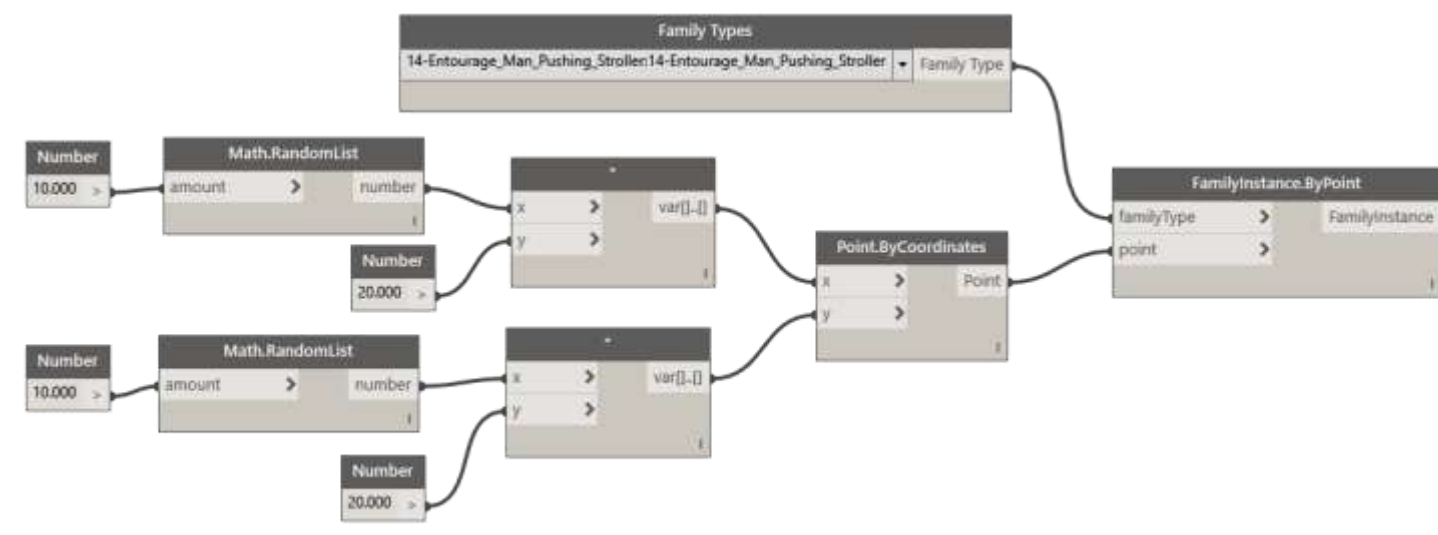 Family Types
14-Entourage_Man_Pushing_Stroller:14-Entourage_Man_Pushing_Stroller
Family Type
Number
10.000 >
Math.RandomList
amount >
number
Number
20.000 >
*
x >
y >
var[]..[]
Number
10.000 >
Math.RandomList
amount >
number
Number
20.000 >
*
x >
y >
var[]..[]
Point.ByCoordinates
x >
y >
Point
FamilyInstance.ByPoint
familyType >
point >
FamilyInstance